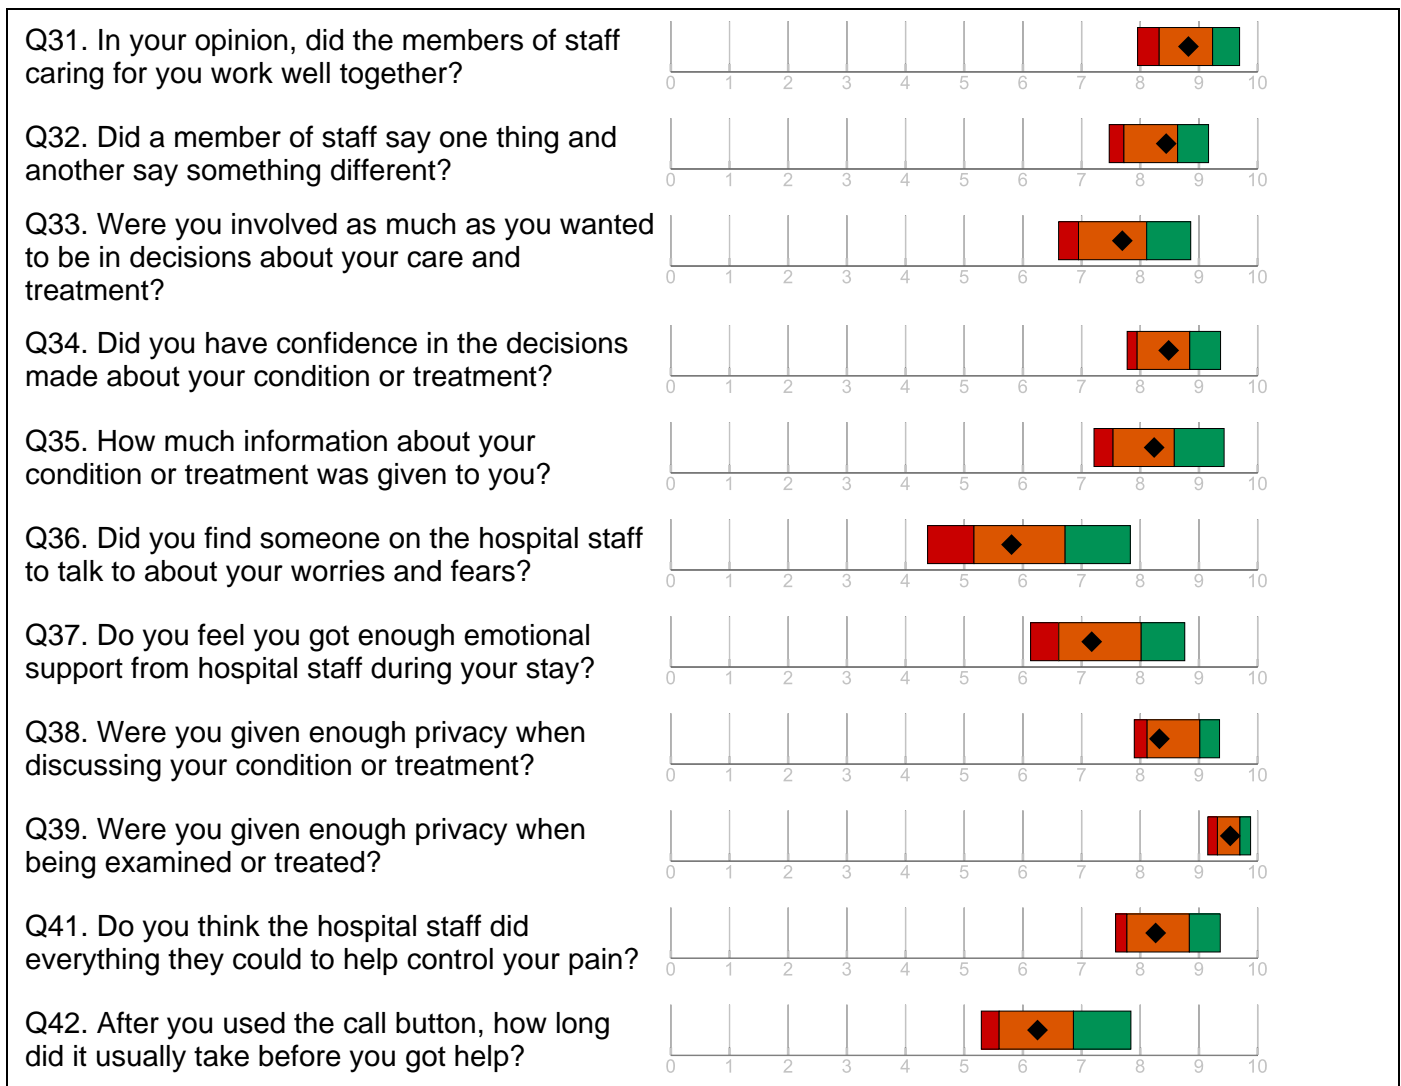 Q31. In your opinion, did the members of staff
caring for you work well together?
0 1 2 3 4 5 6 7 8 9 10
Q32. Did a member of staff say one thing and
another say something different?
0 1 2 3 4 5 6 7 8 9 10
Q33. Were you involved as much as you wanted
to be in decisions about your care and
treatment?
0 1 2 3 4 5 6 7 8 9 10
Q34. Did you have confidence in the decisions
made about your condition or treatment?
0 1 2 3 4 5 6 7 8 9 10
Q35. How much information about your
condition or treatment was given to you?
0 1 2 3 4 5 6 7 8 9 10
Q36. Did you find someone on the hospital staff
to talk to about your worries and fears?
0 1 2 3 4 5 6 7 8 9 10
Q37. Do you feel you got enough emotional
support from hospital staff during your stay?
0 1 2 3 4 5 6 7 8 9 10
Q38. Were you given enough privacy when
discussing your condition or treatment?
0 1 2 3 4 5 6 7 8 9 10
Q39. Were you given enough privacy when
being examined or treated?
0 1 2 3 4 5 6 7 8 9 10
Q41. Do you think the hospital staff did
everything they could to help control your pain?
0 1 2 3 4 5 6 7 8 9 10
Q42. After you used the call button, how long
did it usually take before you got help?
0 1 2 3 4 5 6 7 8 9 10